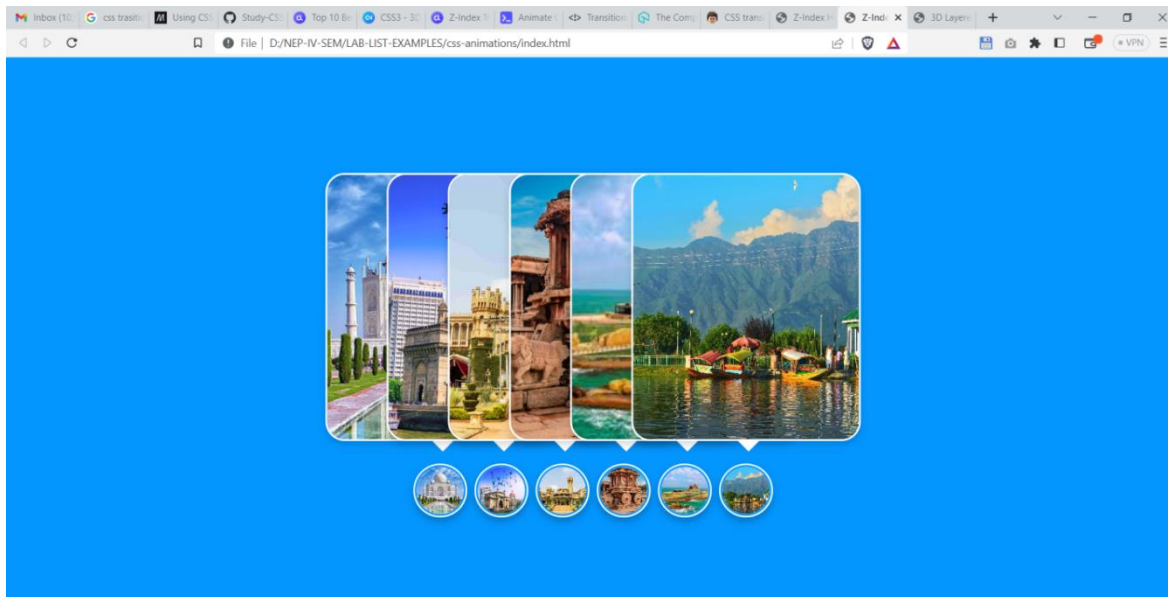 Inbox (10 css trasiti Using CSS Study-CSS Top 10 Be CSS3 - 3D Z-Index T Animate Transition The Comp CSS trans Z-Index H Z-Inde 3D Layere
File | D:/NEP-IV-SEM/LAB-LIST-EXAMPLES/css-animations/index.html VPN